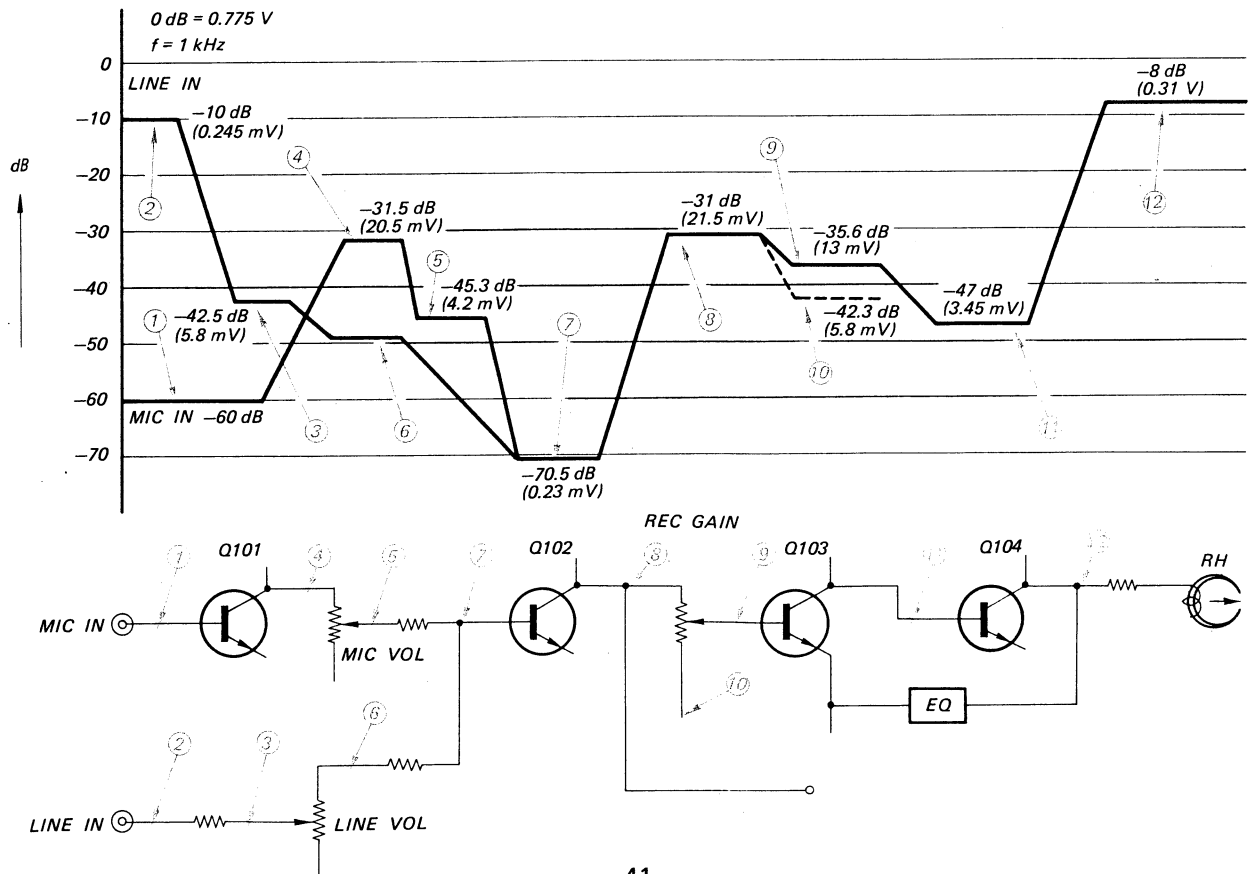 0 dB = 0.775 V
f = 1 kHz
0
LINE IN
-8 dB
(0.31 V)
-10
-10 dB
(0.245 mV)
dB
④
⑨
-20
②
⑫
-31.5 dB
(20.5 mV)
-31 dB
(21.5 mV)
-30
⑤
-35.6 dB
(13 mV)
-45.3 dB
(4.2 mV)
-40
①
-42.5 dB
(5.8 mV)
⑦
⑧
-42.3 dB
(5.8 mV)
-47 dB
(3.45 mV)
-50
⑩
-60
MIC IN -60 dB
③
⑥
⑪
-70
-70.5 dB
(0.23 mV)
REC GAIN
①
Q101
④
⑦
Q102
⑧
⑨
Q103
Q104
RH
MIC IN
MIC VOL
⑩
EQ
⑥
②
③
LINE IN
LINE VOL